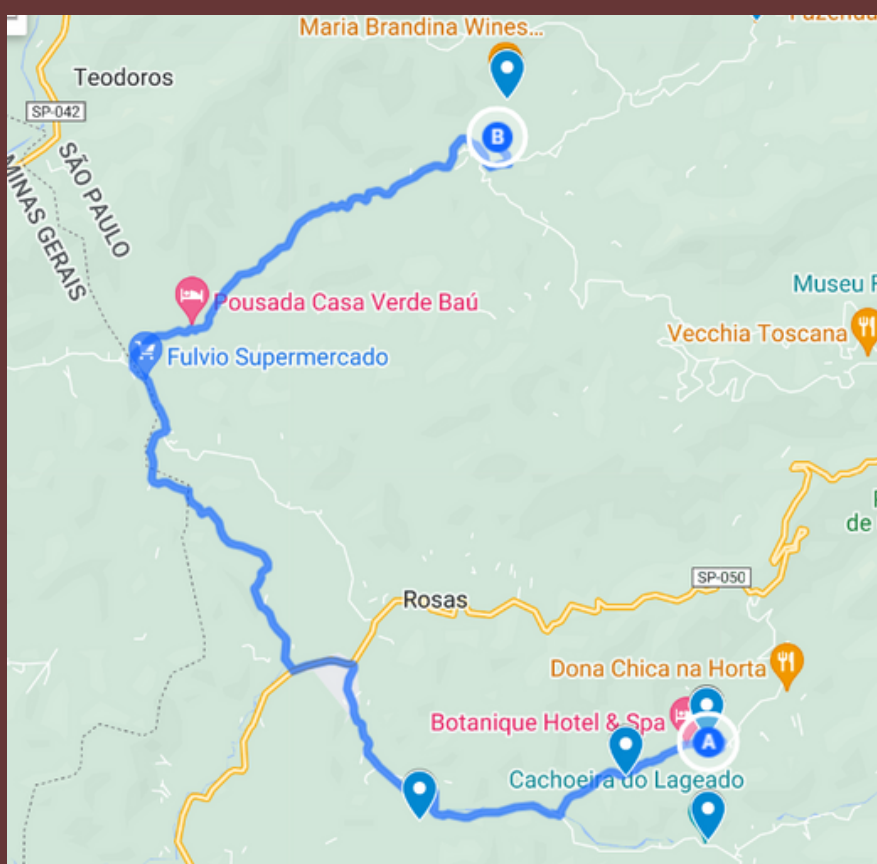 Maria Brandina Wines...
Teodoros
SP-042
SÃO PAULO
MINAS GERAIS
B
Pousada Casa Verde Baú
Museu
Vecchia Toscana
Fulvio Supermercado
de
SP-050
Rosas
Dona Chica na Horta
Botanique Hotel & Spa
A
Cachoeira do Lageado